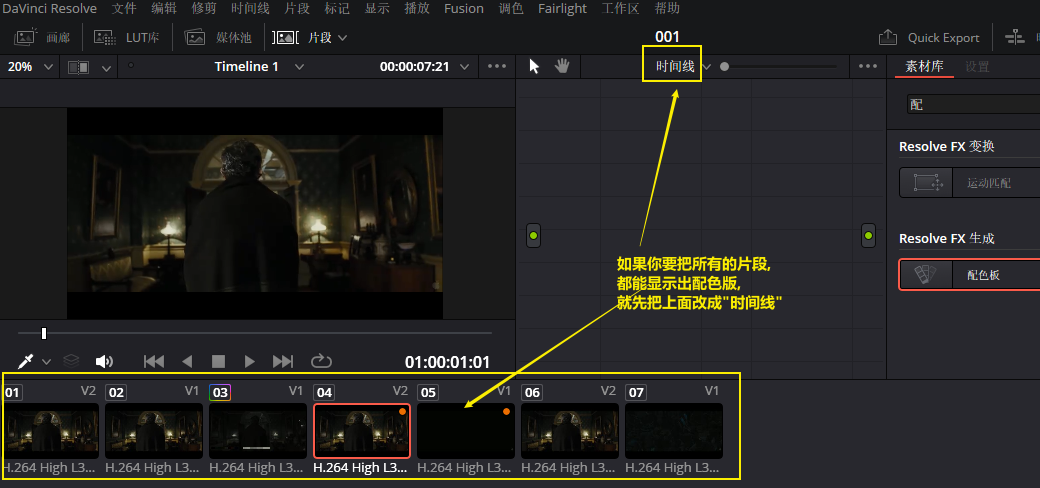 DaVinci Resolve 文件 编辑 修剪 时间线 片段 标记 显示 播放 Fusion 调色 Fairlight 工作区 帮助
画廊 LUT库 媒体池 片段 001 Quick Export
20% Timeline 1 00:00:07:21 时间线 素材库 设置
配
Resolve FX 变换
运动匹配
Resolve FX 生成
配色板
如果你要把所有的片段,
都能显示出配色版,
就先把上面改成"时间线"
01:00:01:01
01 V2 02 V1 03 V1 04 V2 05 V1 06 V2 07 V1
H.264 High L3... H.264 High L3... H.264 High L3... H.264 High L3... H.264 High L3... H.264 High L3... H.264 High L3...